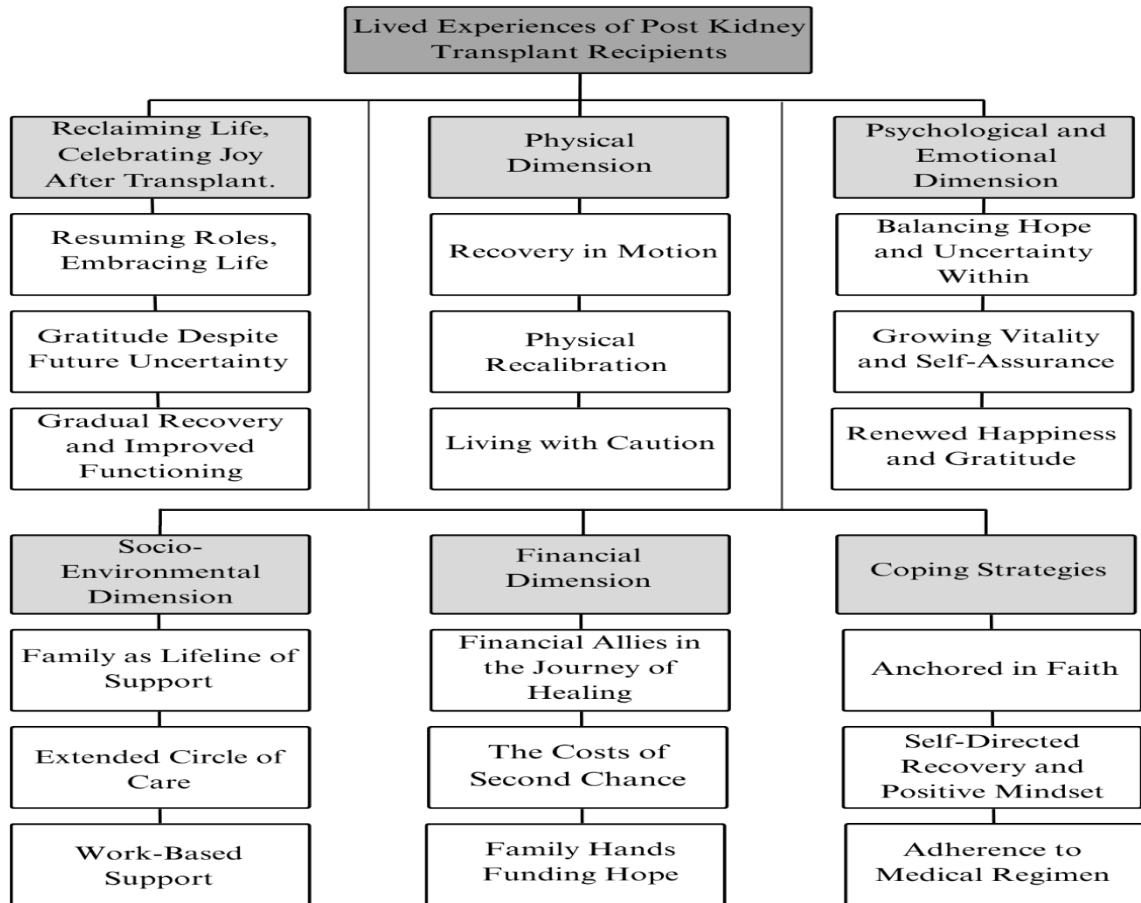 Lived Experiences of Post Kidney
Transplant Recipients
Reclaiming Life,
Celebrating Joy
After Transplant.
Resuming Roles,
Embracing Life
Gratitude Despite
Future Uncertainty
Gradual Recovery
and Improved
Functioning
Physical
Dimension
Recovery in Motion
Physical
Recalibration
Living with Caution
Psychological and
Emotional
Dimension
Balancing Hope
and Uncertainty
Within
Growing Vitality
and Self-Assurance
Renewed Happiness
and Gratitude
Socio-
Environmental
Dimension
Family as Lifeline of
Support
Extended Circle of
Care
Work-Based
Support
Financial
Dimension
Financial Allies in
the Journey of
Healing
The Costs of
Second Chance
Family Hands
Funding Hope
Coping Strategies
Anchored in Faith
Self-Directed
Recovery and
Positive Mindset
Adherence to
Medical Regimen